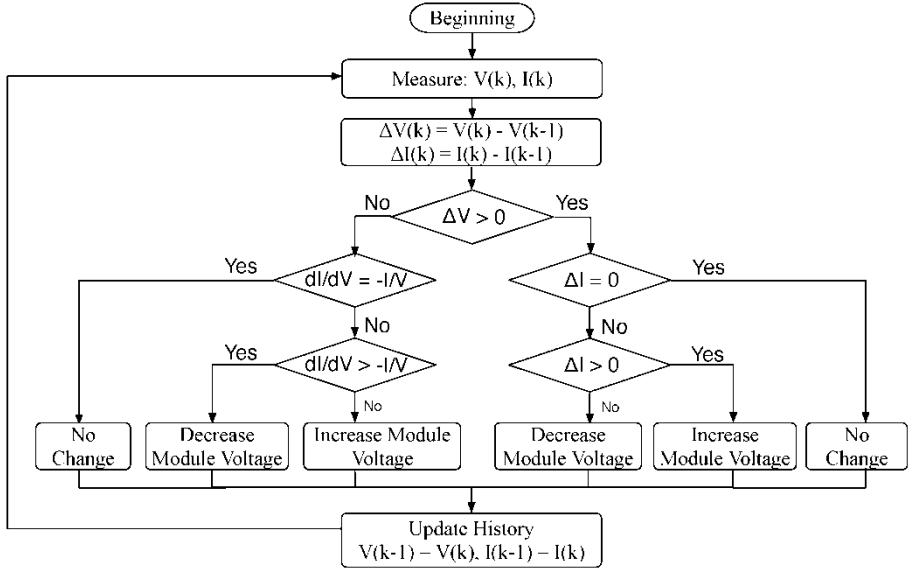 Beginning
Measure: V(k), I(k)
ΔV(k) = V(k) - V(k-1)
ΔI(k) = I(k) - I(k-1)
No
ΔV > 0
Yes
Yes
dI/dV = -I/V
ΔI = 0
Yes
No
No
Yes
dI/dV > -I/V
ΔI > 0
Yes
No
No
No
Change
Decrease
Module Voltage
Increase Module
Voltage
Decrease
Module Voltage
Increase
Module Voltage
No
Change
Update History
V(k-1) – V(k), I(k-1) – I(k)